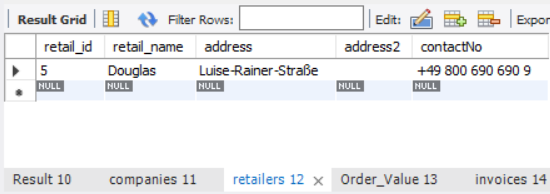 Result Grid Filter Rows: Edit: Expor
retail_id retail_name address address2 contactNo
5 Douglas Luise-Rainer-Straße +49 800 690 690 9
NULL NULL NULL NULL NULL
Result 10 companies 11 retailers 12 Order_Value 13 invoices 14